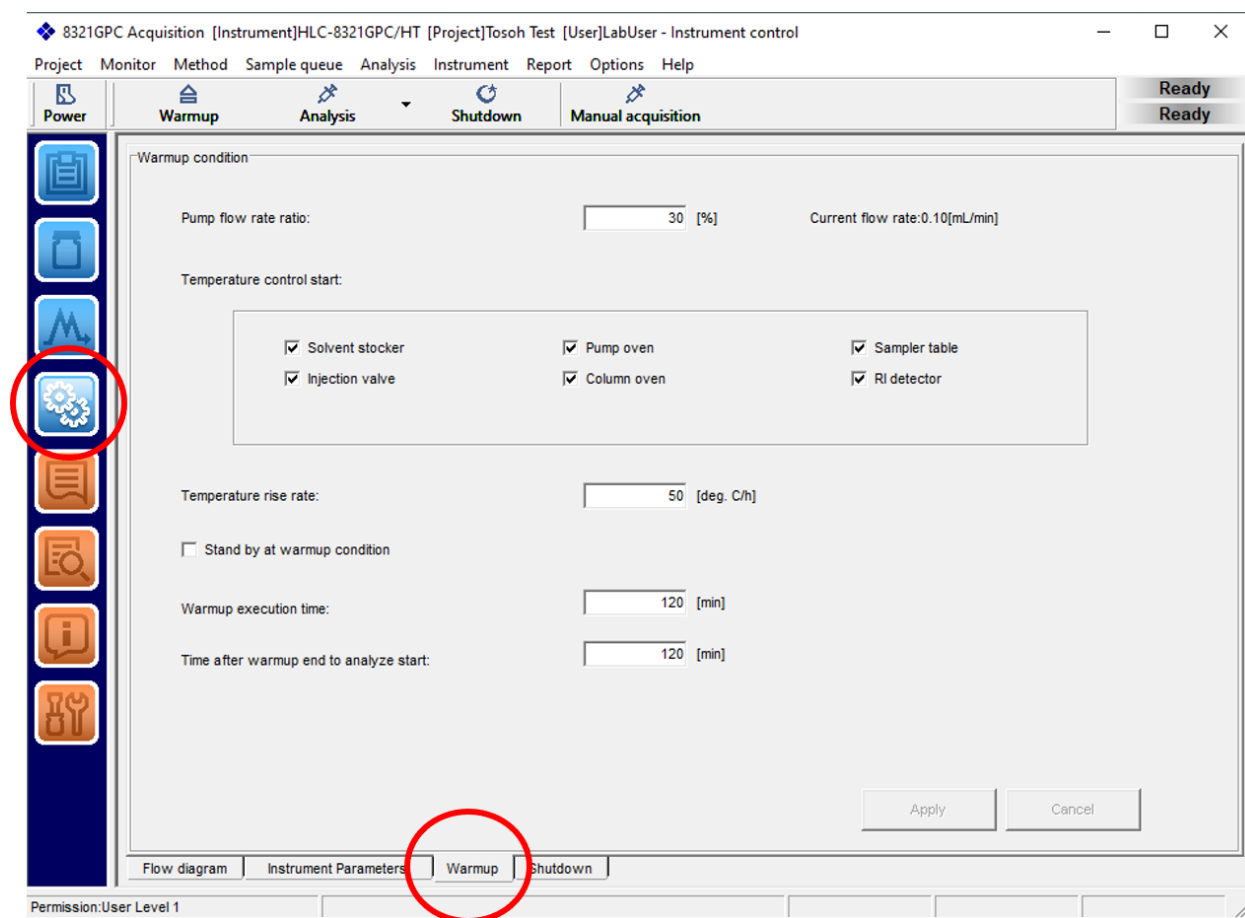 8321GPC Acquisition [Instrument]HLC-8321GPC/HT [Project]Tosoh Test [User]LabUser - Instrument control
Project Monitor Method Sample queue Analysis Instrument Report Options Help
Power Warmup Analysis Shutdown Manual acquisition
Ready
Ready
Warmup condition
Pump flow rate ratio: 30 [%] Current flow rate:0.10[mL/min]
Temperature control start:
Solvent stocker Pump oven Sampler table
Injection valve Column oven RI detector
Temperature rise rate: 50 [deg. C/h]
Stand by at warmup condition
Warmup execution time: 120 [min]
Time after warmup end to analyze start: 120 [min]
Apply Cancel
Flow diagram Instrument Parameters Warmup Shutdown
Permission:User Level 1